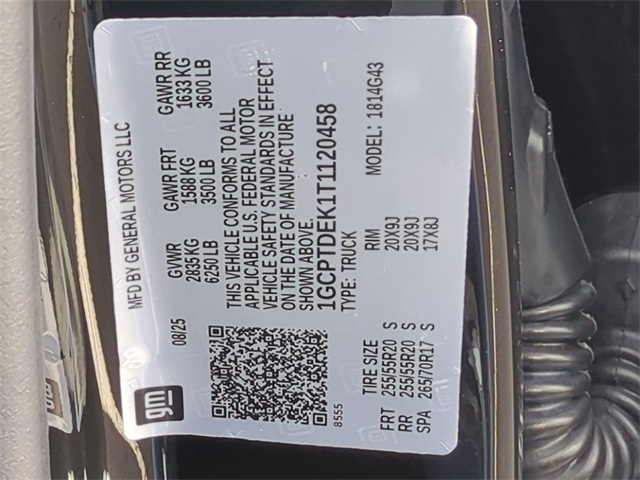 gm
MFD BY GENERAL MOTORS LLC
08/25
GVWR GAWR FRT GAWR RR
2835 KG 1588 KG 1633 KG
6250 LB 3500 LB 3600 LB
THIS VEHICLE CONFORMS TO ALL
APPLICABLE U.S. FEDERAL MOTOR
VEHICLE SAFETY STANDARDS IN EFFECT
ON THE DATE OF MANUFACTURE
SHOWN ABOVE.
1GCPTDEK1T1120458
TYPE: TRUCK MODEL: 1814G43
8555
TIRE SIZE RIM
FRT 255/55R20 S 20X9J
RR 255/55R20 S 20X9J
SPA 265/70R17 S 17X8J